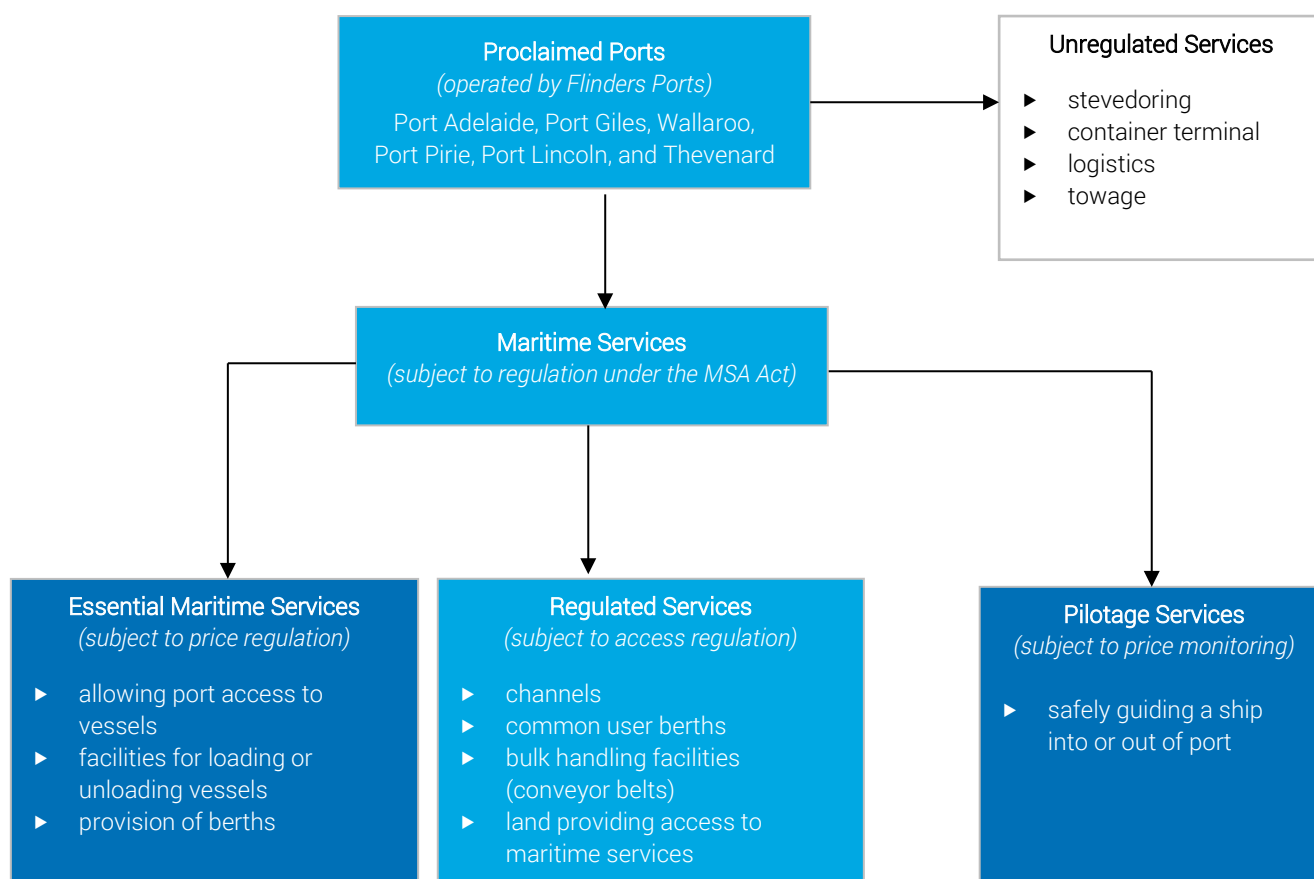 Proclaimed Ports
(operated by Flinders Ports)
Port Adelaide, Port Giles, Wallaroo,
Port Pirie, Port Lincoln, and Thevenard
Unregulated Services
▶ stevedoring
▶ container terminal
▶ logistics
▶ towage
Maritime Services
(subject to regulation under the MSA Act)
Essential Maritime Services
(subject to price regulation)
▶ allowing port access to
vessels
▶ facilities for loading or
unloading vessels
▶ provision of berths
Regulated Services
(subject to access regulation)
▶ channels
▶ common user berths
▶ bulk handling facilities
(conveyor belts)
▶ land providing access to
maritime services
Pilotage Services
(subject to price monitoring)
▶ safely guiding a ship
into or out of port